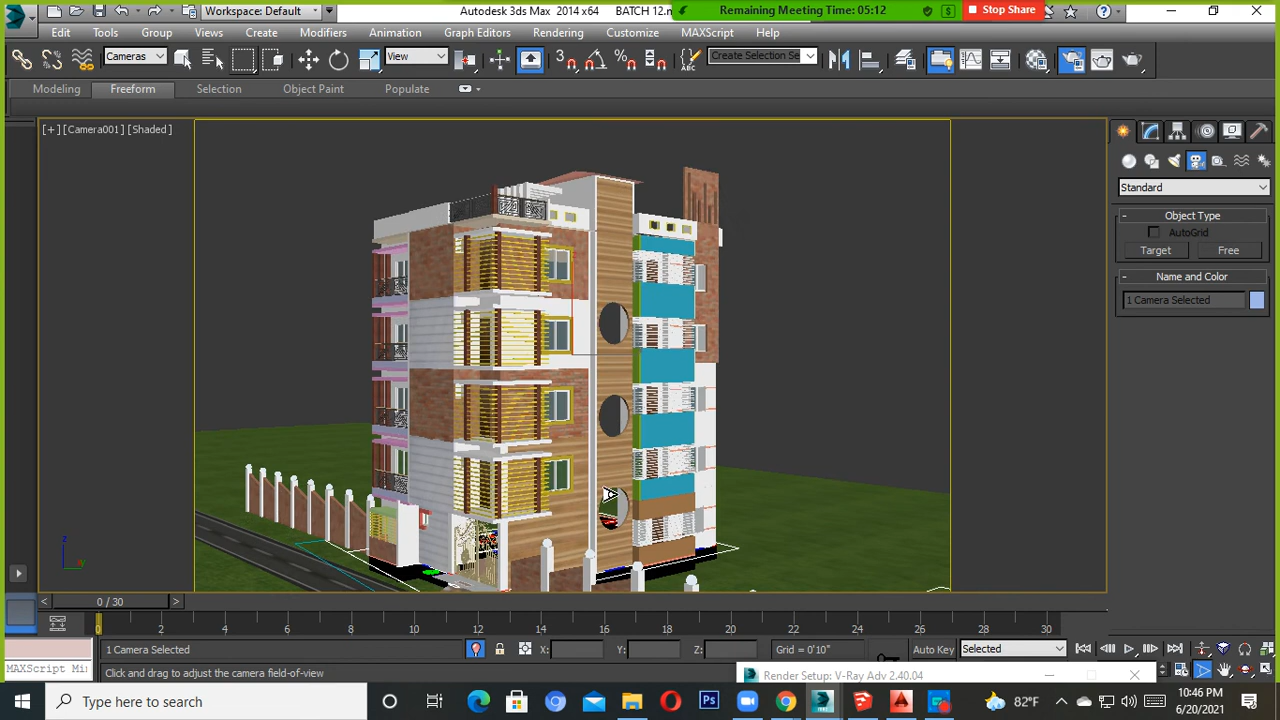 Workspace: Default
Autodesk 3ds Max 2014 x64 BATCH 12.m
Remaining Meeting Time: 05:12
Stop Share
Edit Tools Group Views Create Modifiers Animation Graph Editors Rendering Customize MAXScript Help
Cameras
View
Create Selection Se
Modeling Freeform Selection Object Paint Populate
[+] [Camera001] [Shaded]
Standard
- Object Type
AutoGrid
Target Free
- Name and Color
1 Camera Selected
z
< 0 / 30 >
0 2 4 6 8 10 12 14 16 18 20 22 24 26 28 30
1 Camera Selected X: Y: Z: Grid = 0'10" Auto Key Selected
MAXScript Mi
Click and drag to adjust the camera field-of-view
Render Setup: V-Ray Adv 2.40.04
Type here to search
82°F
10:46 PM
6/20/2021